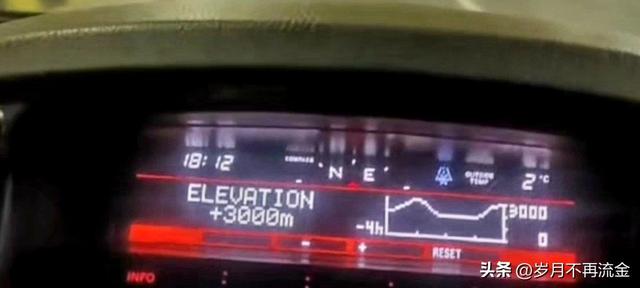 18:12
COMPASS
N E
OUTSIDE TEMP
2°C
ELEVATION
+3000m
-4h
3000
0
- +
RESET
INFO
头条 @岁月不再流金